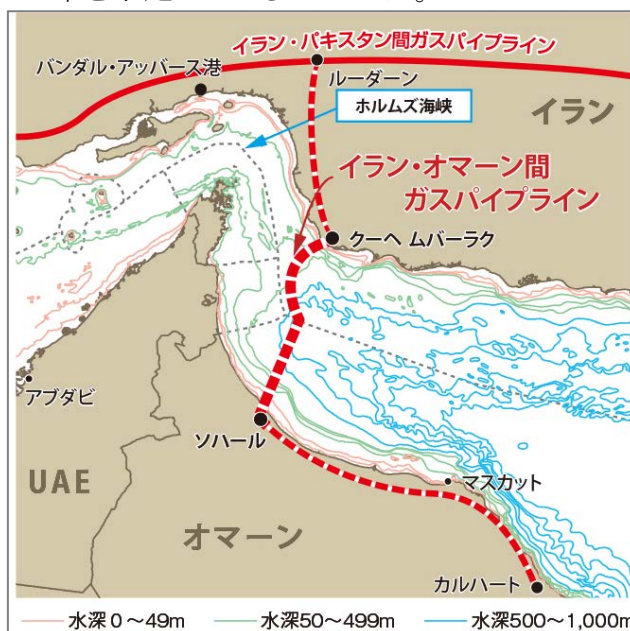 イラン・パキスタン間ガスパイプライン
バンダル・アッバース港
ルーダーン
ホルムズ海峡
イラン
イラン・オマーン間
ガスパイプライン
クーヘ ムバーラク
アブダビ
ソハール
UAE
マスカット
オマーン
カルハート
水深0〜49m
水深50〜499m
水深500〜1,000m